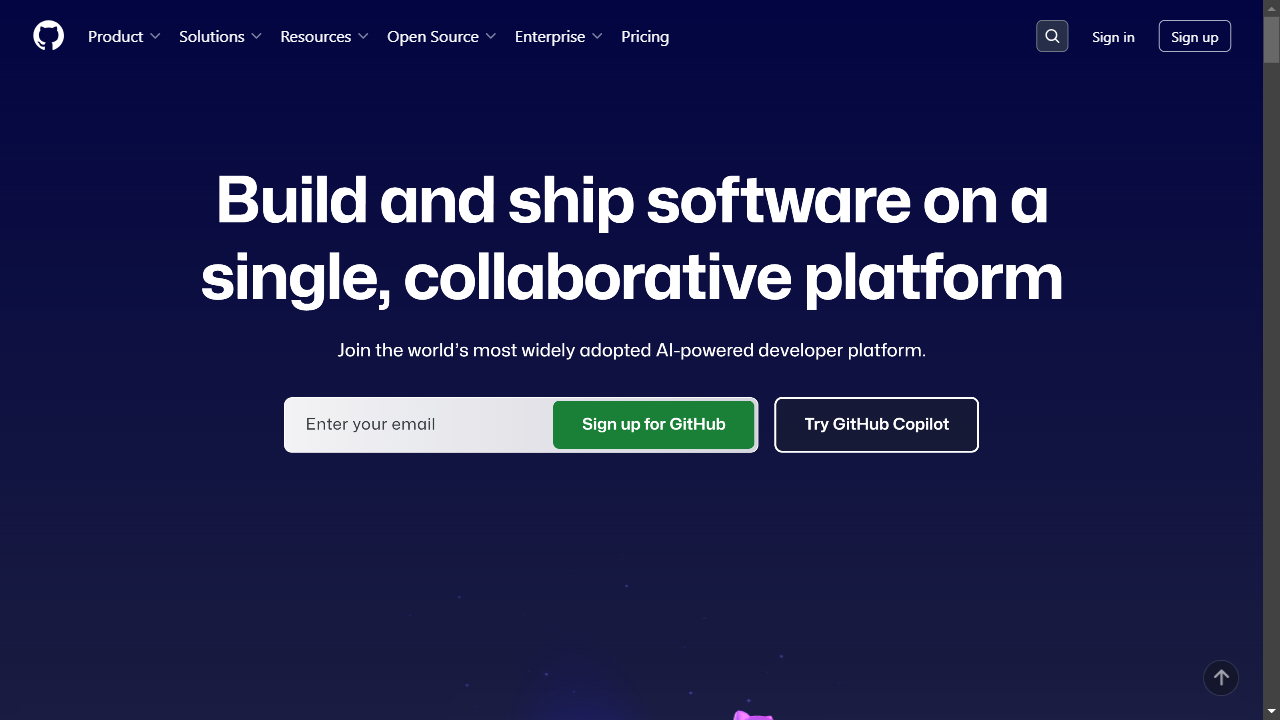 Product Solutions Resources Open Source Enterprise Pricing Sign in Sign up
Build and ship software on a
single, collaborative platform
Join the world’s most widely adopted AI-powered developer platform.
Enter your email Sign up for GitHub Try GitHub Copilot